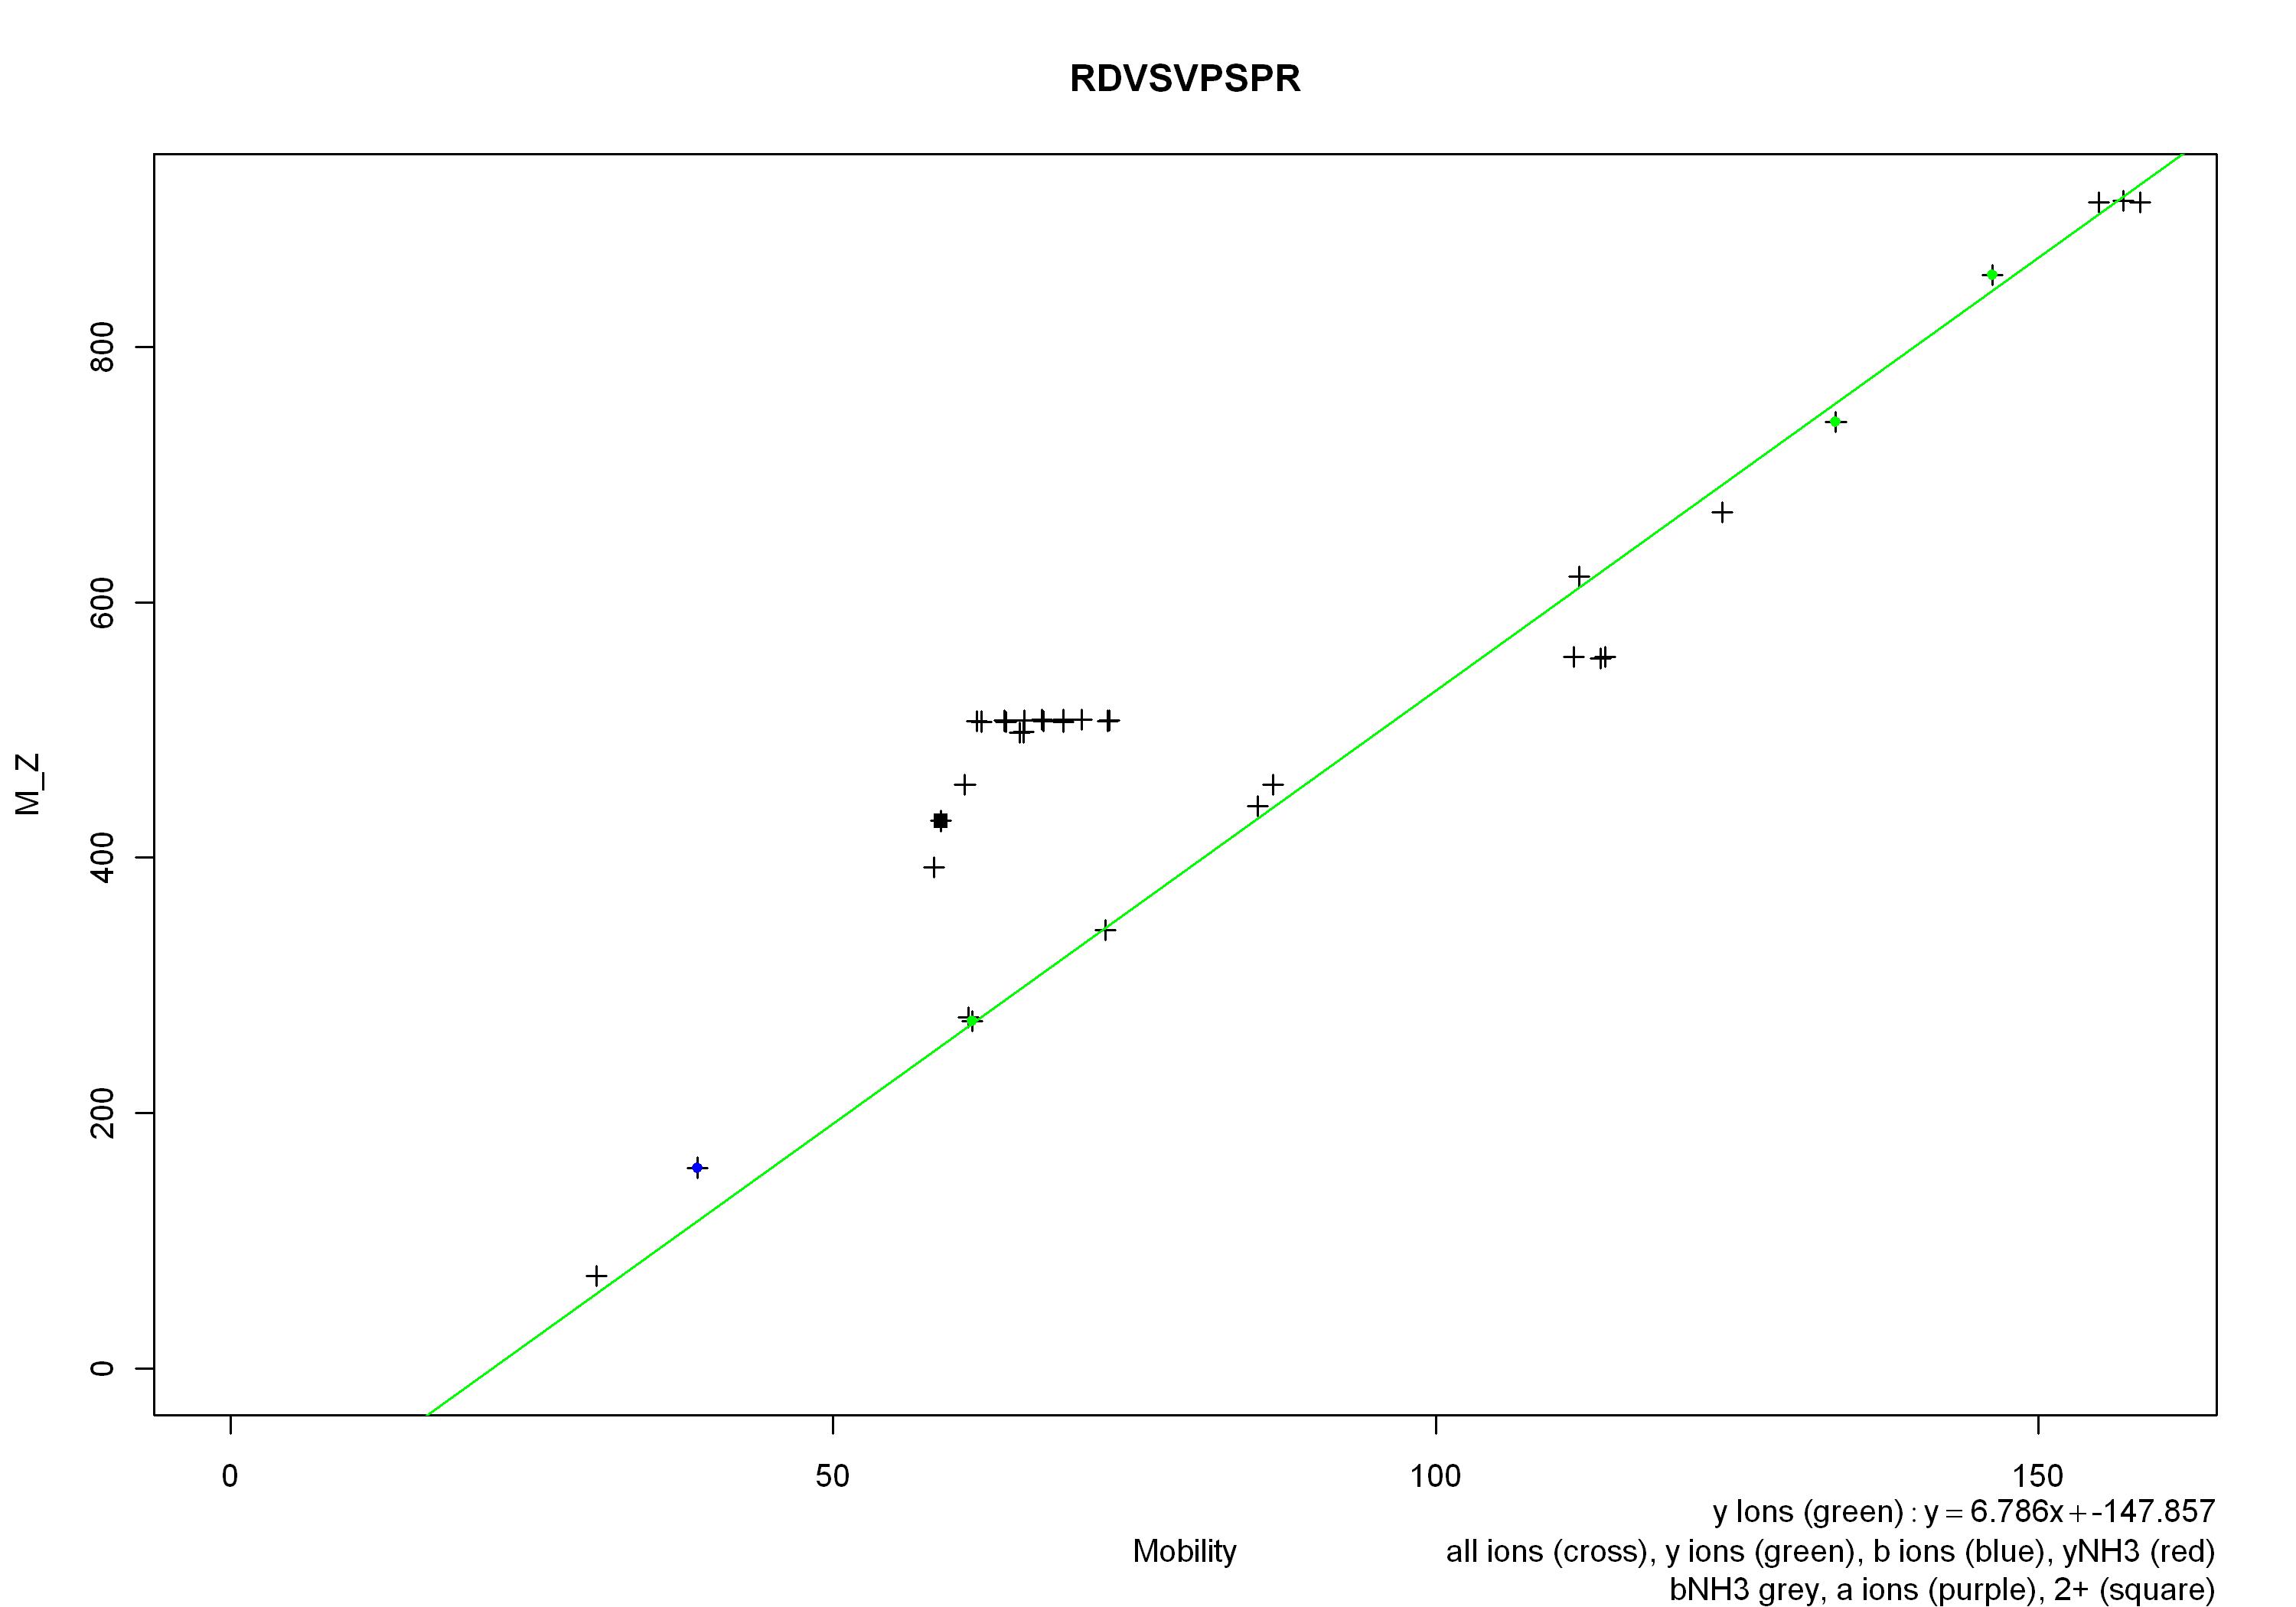 RDVSVPSPR
M_Z
800
600
400
200
0
0 50 100 150
y Ions (green) : y = 6.786x + -147.857
Mobility
all ions (cross), y ions (green), b ions (blue), yNH3 (red)
bNH3 grey, a ions (purple), 2+ (square)